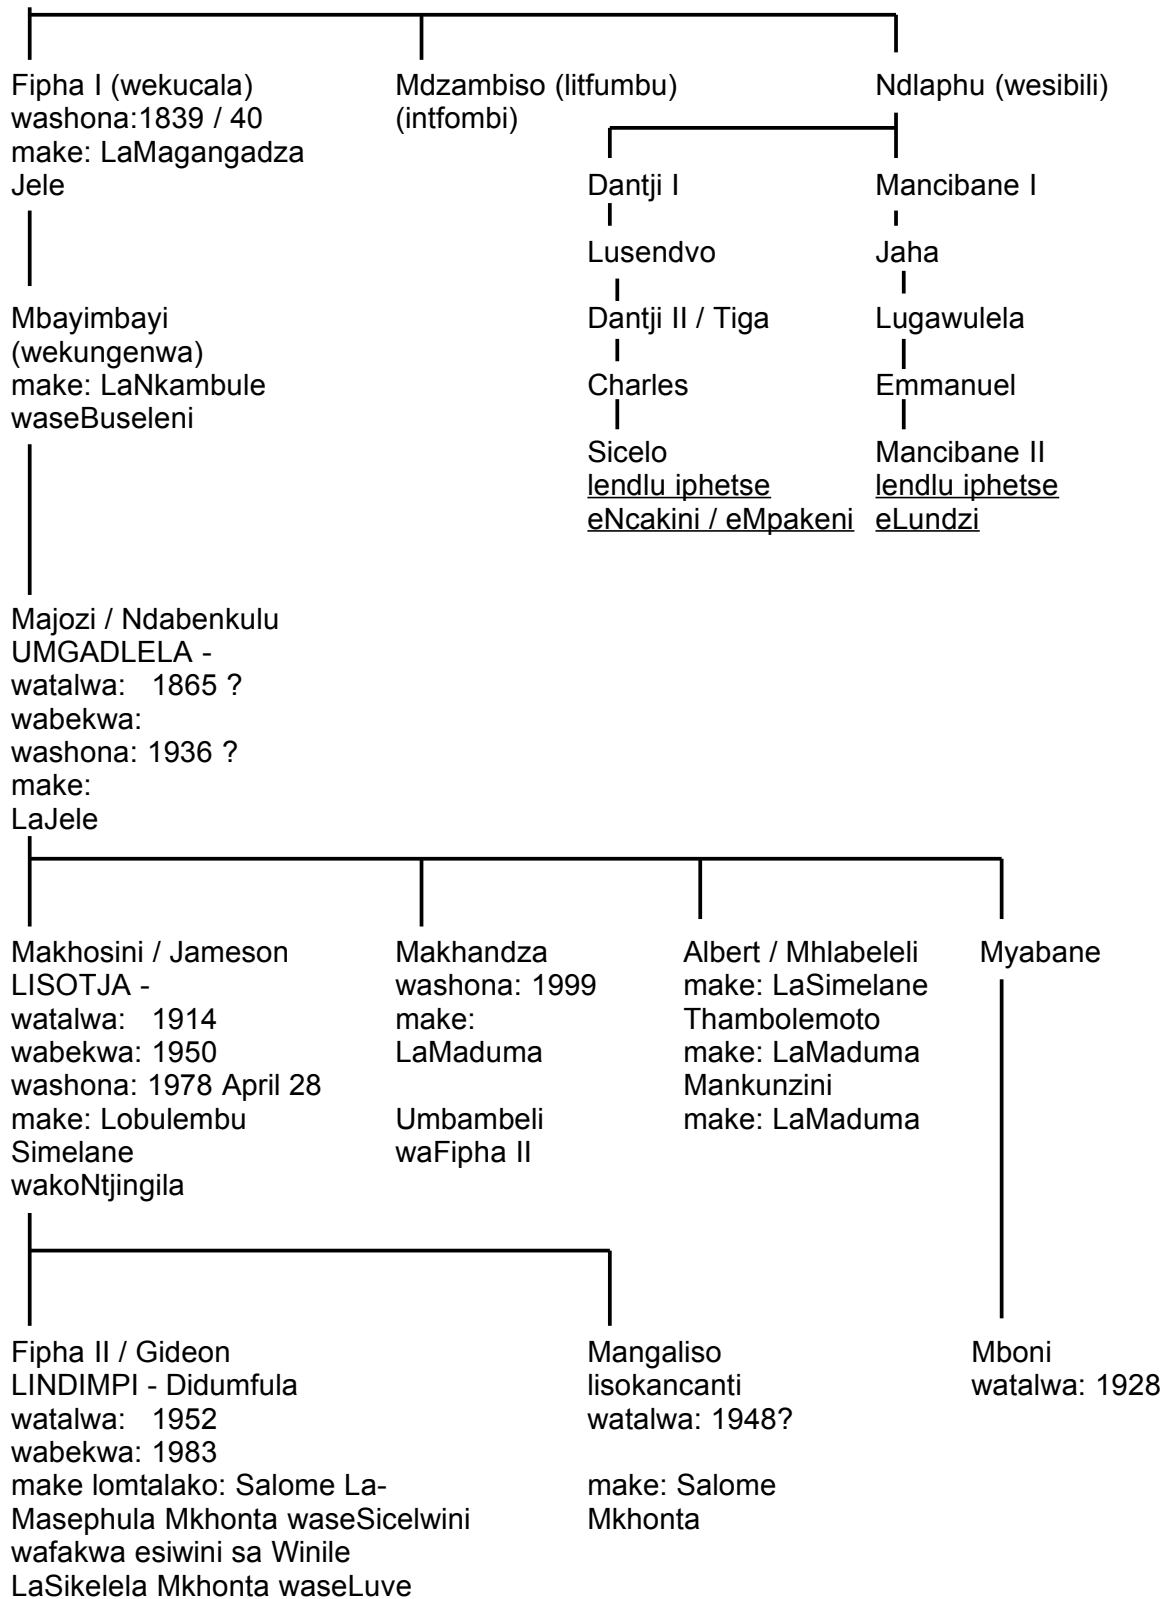 Fipha I (wekucala)
washona:1839 / 40
make: LaMagangadza
Jele
Mdzambiso (litfumbu)
(intfombi)
Ndlaphu (wesibili)
Dantji I
Lusendvo
Dantji II / Tiga
Charles
Sicelo
lendlu iphetse
eNcakini / eMpakeni
Mancibane I
Jaha
Lugawulela
Emmanuel
Mancibane II
lendlu iphetse
eLundzi
Mbayimbayi
(wekungenwa)
make: LaNkambule
waseBuseleni
Majozi / Ndabenkulu
UMGADLELA -
watalwa: 1865 ?
wabekwa:
washona: 1936 ?
make:
LaJele
Makhosini / Jameson
LISOTJA -
watalwa: 1914
wabekwa: 1950
washona: 1978 April 28
make: Lobulembu
Simelane
wakoNtjingila
Makhandza
washona: 1999
make:
LaMaduma
Umbambeli
waFipha II
Albert / Mhlabeleli
make: LaSimelane
Thambolemoto
make: LaMaduma
Mankunzini
make: LaMaduma
Myabane
Fipha II / Gideon
LINDIMPI - Didumfula
watalwa: 1952
wabekwa: 1983
make lomtalako: Salome La-
Masephula Mkhonta waseSicelwini
wafakwa esiwini sa Winile
LaSikelela Mkhonta waseLuve
Mangaliso
lisokancanti
watalwa: 1948?
make: Salome
Mkhonta
Mboni
watalwa: 1928